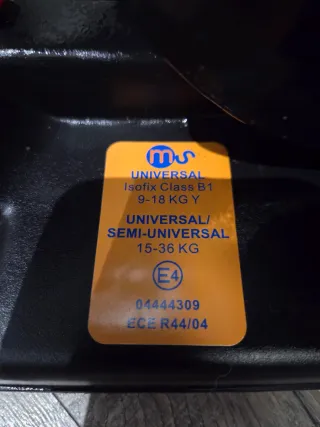 ms
UNIVERSAL
Isofix Class B1
9-18 KG Y
UNIVERSAL/
SEMI-UNIVERSAL
15-36 KG
E4
04444309
ECE R44/04